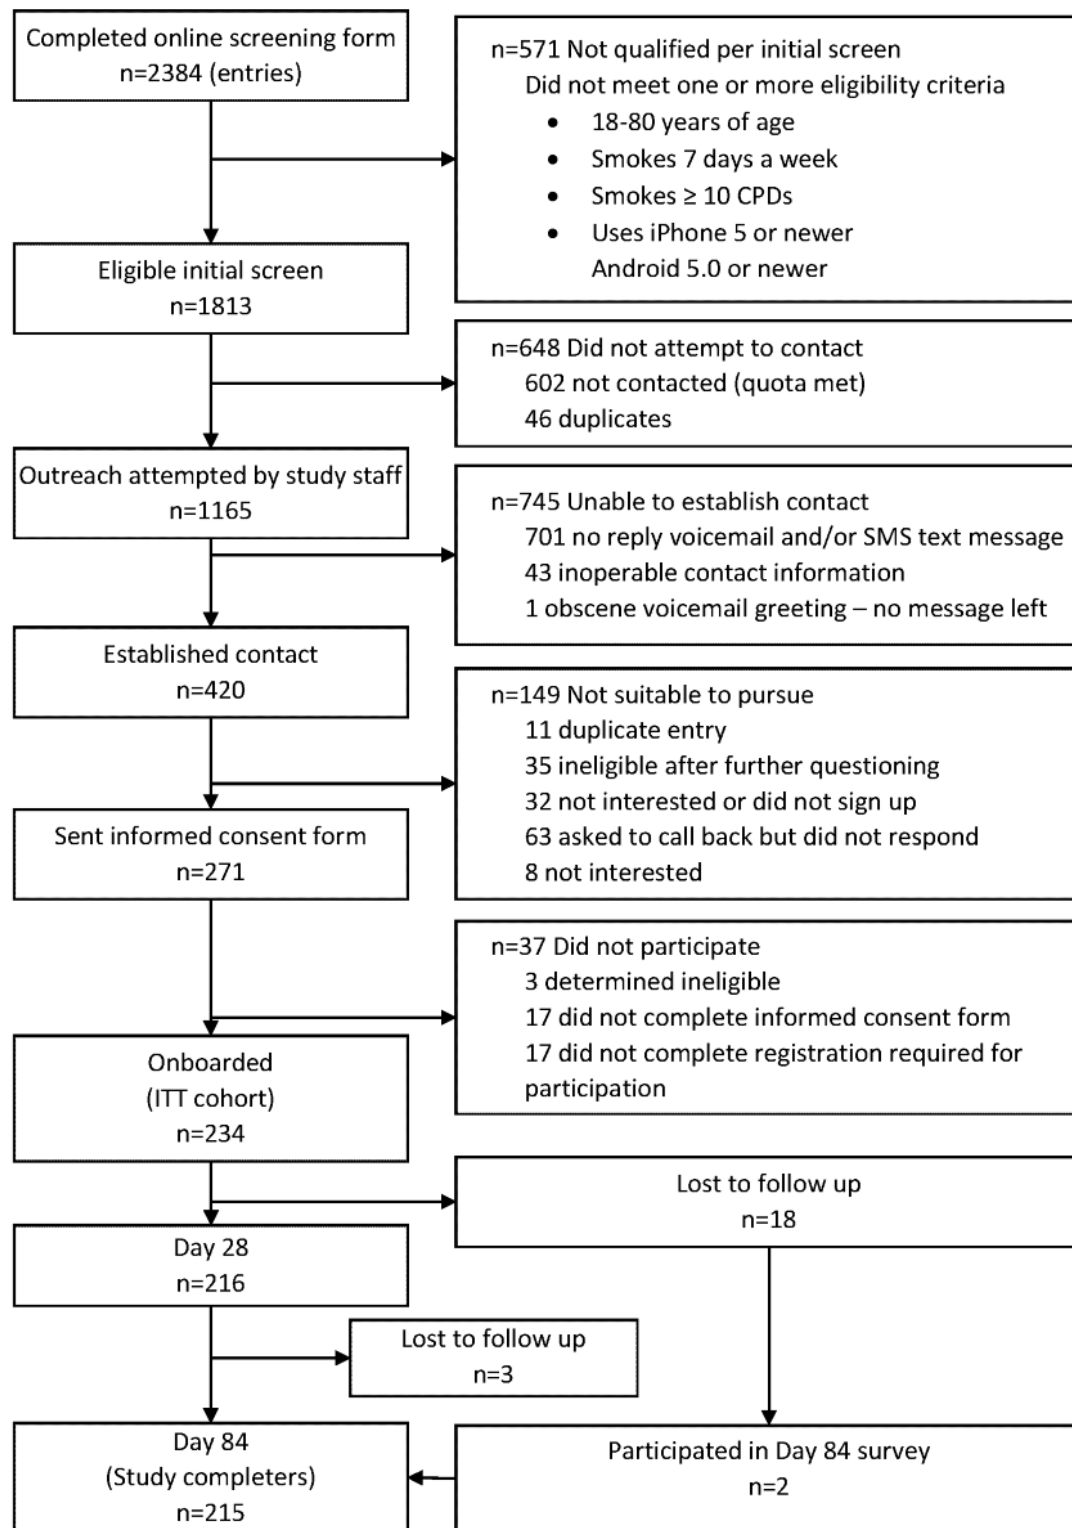 Completed online screening form
n=2384 (entries)
n=571 Not qualified per initial screen
Did not meet one or more eligibility criteria
• 18-80 years of age
• Smokes 7 days a week
• Smokes ≥ 10 CPDs
• Uses iPhone 5 or newer
Android 5.0 or newer
Eligible initial screen
n=1813
n=648 Did not attempt to contact
602 not contacted (quota met)
46 duplicates
Outreach attempted by study staff
n=1165
n=745 Unable to establish contact
701 no reply voicemail and/or SMS text message
43 inoperable contact information
1 obscene voicemail greeting – no message left
Established contact
n=420
n=149 Not suitable to pursue
11 duplicate entry
35 ineligible after further questioning
32 not interested or did not sign up
63 asked to call back but did not respond
8 not interested
Sent informed consent form
n=271
n=37 Did not participate
3 determined ineligible
17 did not complete informed consent form
17 did not complete registration required for
participation
Onboarded
(ITT cohort)
n=234
Lost to follow up
n=18
Day 28
n=216
Lost to follow up
n=3
Day 84
(Study completers)
n=215
Participated in Day 84 survey
n=2